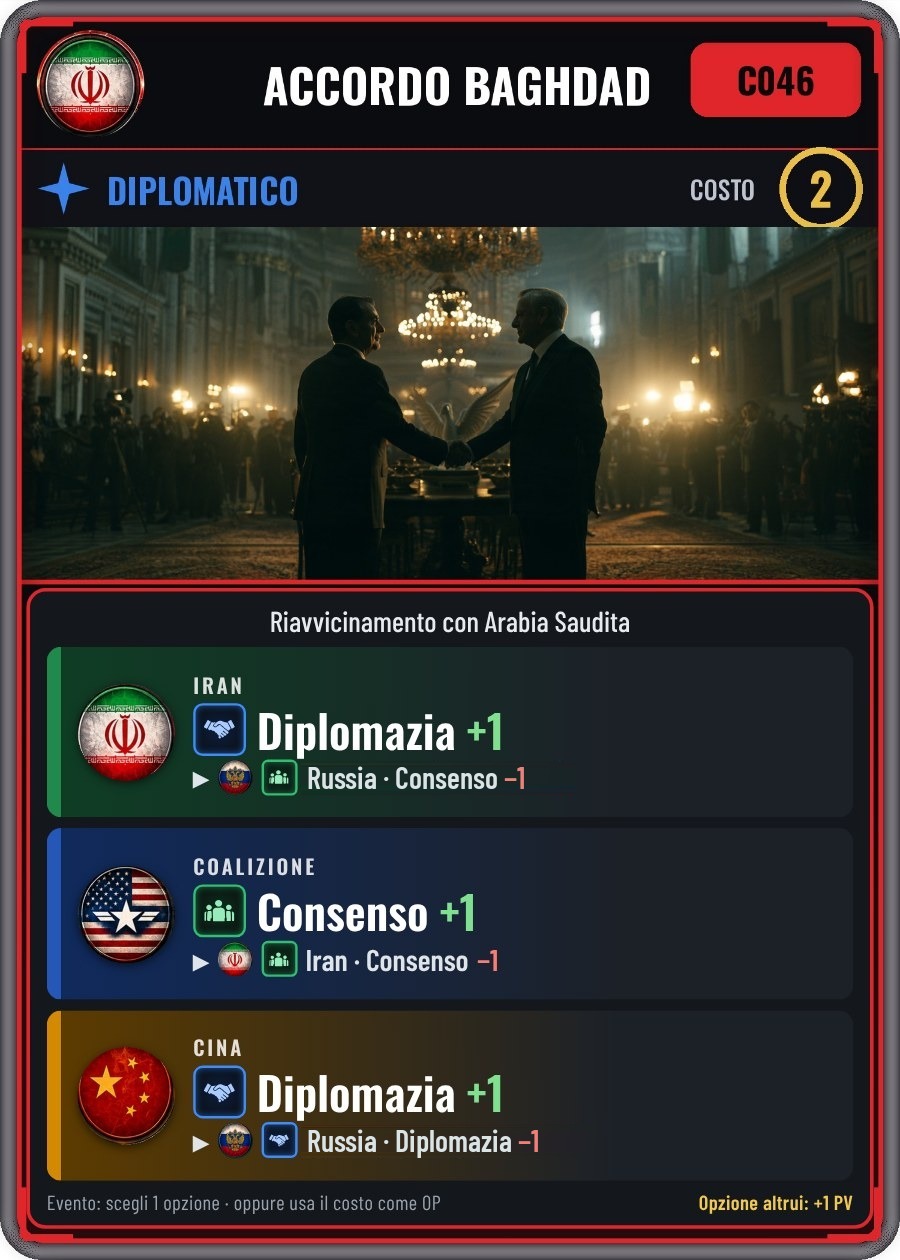 ACCORDO BAGHDAD
C046
DIPLOMATICO
COSTO
2
Riavvicinamento con Arabia Saudita
IRAN
Diplomazia +1
▶ Russia · Consenso −1
COALIZIONE
Consenso +1
▶ Iran · Consenso −1
CINA
Diplomazia +1
▶ Russia · Diplomazia −1
Evento: scegli 1 opzione · oppure usa il costo come OP
Opzione altrui: +1 PV